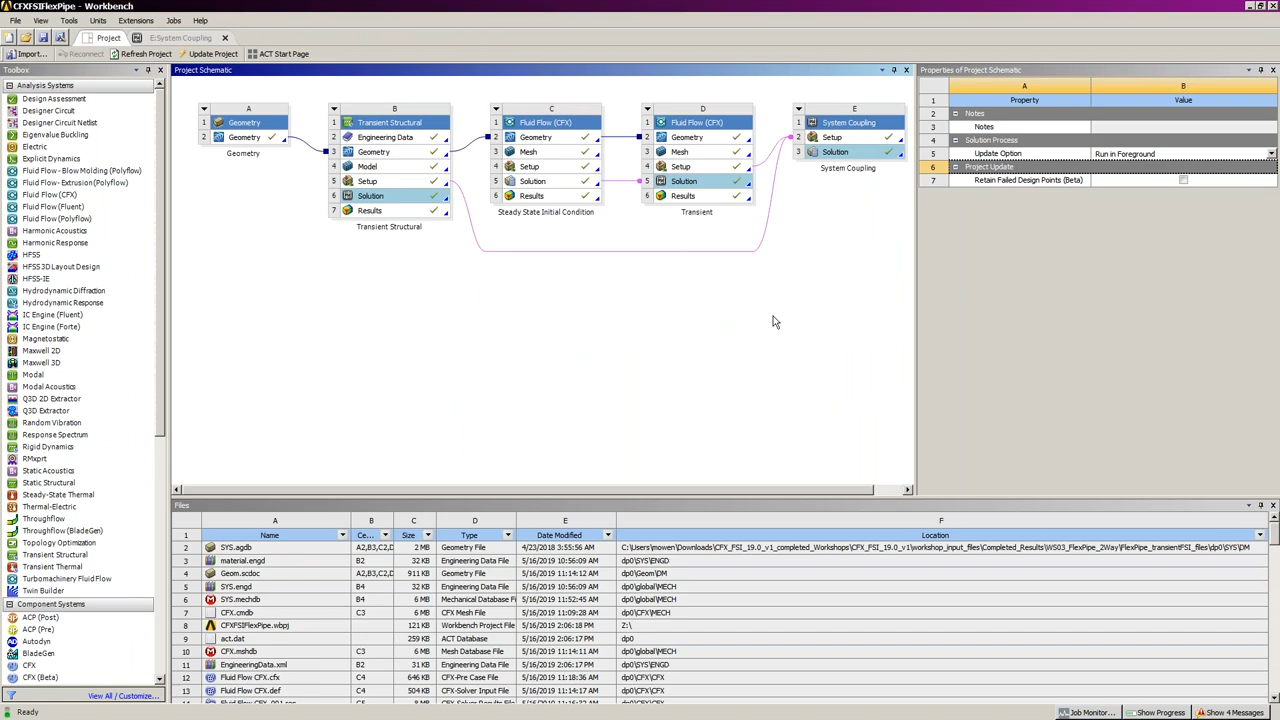 CFXFSIFlexPipe - Workbench
File View Tools Units Extensions Jobs Help
Project E:System Coupling
Import... Reconnect Refresh Project Update Project ACT Start Page
Toolbox
Analysis Systems
Design Assessment
Designer Circuit
Designer Circuit Netlist
Eigenvalue Buckling
Electric
Explicit Dynamics
Fluid Flow - Blow Molding (Polyflow)
Fluid Flow - Extrusion (Polyflow)
Fluid Flow (CFX)
Fluid Flow (Fluent)
Fluid Flow (Polyflow)
Harmonic Acoustics
Harmonic Response
HFSS
HFSS 3D Layout Design
HFSS-IE
Hydrodynamic Diffraction
Hydrodynamic Response
IC Engine (Fluent)
IC Engine (Forte)
Magnetostatic
Maxwell 2D
Maxwell 3D
Modal
Modal Acoustics
Q3D 2D Extractor
Q3D Extractor
Random Vibration
Response Spectrum
Rigid Dynamics
RMxprt
Static Acoustics
Static Structural
Steady-State Thermal
Thermal-Electric
Throughflow
Throughflow (BladeGen)
Topology Optimization
Transient Structural
Transient Thermal
Turbomachinery Fluid Flow
Twin Builder
Component Systems
ACP (Post)
ACP (Pre)
Autodyn
BladeGen
CFX
CFX (Beta)
View All / Customize...
Project Schematic
A
1 Geometry
2 Geometry
Geometry
B
1 Transient Structural
2 Engineering Data
3 Geometry
4 Model
5 Setup
6 Solution
7 Results
Transient Structural
C
1 Fluid Flow (CFX)
2 Geometry
3 Mesh
4 Setup
5 Solution
6 Results
Steady State Initial Condition
D
1 Fluid Flow (CFX)
2 Geometry
3 Mesh
4 Setup
5 Solution
6 Results
Transient
E
1 System Coupling
2 Setup
3 Solution
System Coupling
Properties of Project Schematic
A B
1 Property Value
2 Notes
3 Notes
4 Solution Process
5 Update Option Run in Foreground
6 Project Update
7 Retain Failed Design Points (Beta)
Files
A B C D E F
1 Name Ce... Size Type Date Modified Location
2 SYS.agdb A2,B3,C2,D 2 MB Geometry File 4/23/2018 3:55:56 AM C:\Users\mowen\Downloads\CFX_FSI_19.0_v1_completed_Workshops\CFX_FSI_19.0_v1\workshop_input_files\Completed_Results\WS03_FlexPipe_2Way\FlexPipe_transientFSI_files\dp0\SYS\DM
3 material.engd B2 32 KB Engineering Data File 5/16/2019 10:56:09 AM dp0\SYS\ENGD
4 Geom.scdoc A2,B3,C2,D 911 KB Geometry File 5/16/2019 11:14:12 AM dp0\Geom\DM
5 SYS.engd B4 32 KB Engineering Data File 5/16/2019 10:56:09 AM dp0\global\MECH
6 SYS.mechdb B4 6 MB Mechanical Database Fi 5/16/2019 11:52:45 AM dp0\global\MECH
7 CFX.cmdb C3 6 MB CFX Mesh File 5/16/2019 11:09:28 AM dp0\CFX\MECH
8 CFXFSIFlexPipe.wbpj 121 KB Workbench Project File 5/16/2019 2:06:18 PM Z:\
9 act.dat 259 KB ACT Database 5/16/2019 2:06:17 PM dp0
10 CFX.mshdb C3 6 MB Mesh Database File 5/16/2019 11:14:11 AM dp0\global\MECH
11 EngineeringData.xml B2 31 KB Engineering Data File 5/16/2019 2:06:17 PM dp0\SYS\ENGD
12 Fluid Flow CFX.cfx C4 646 KB CFX-Pre Case File 5/16/2019 11:18:36 AM dp0\CFX\CFX
13 Fluid Flow CFX.def C4 504 KB CFX-Solver Input File 5/16/2019 11:14:17 AM dp0\CFX\CFX
Ready Job Monitor... Show Progress Show 4 Messages